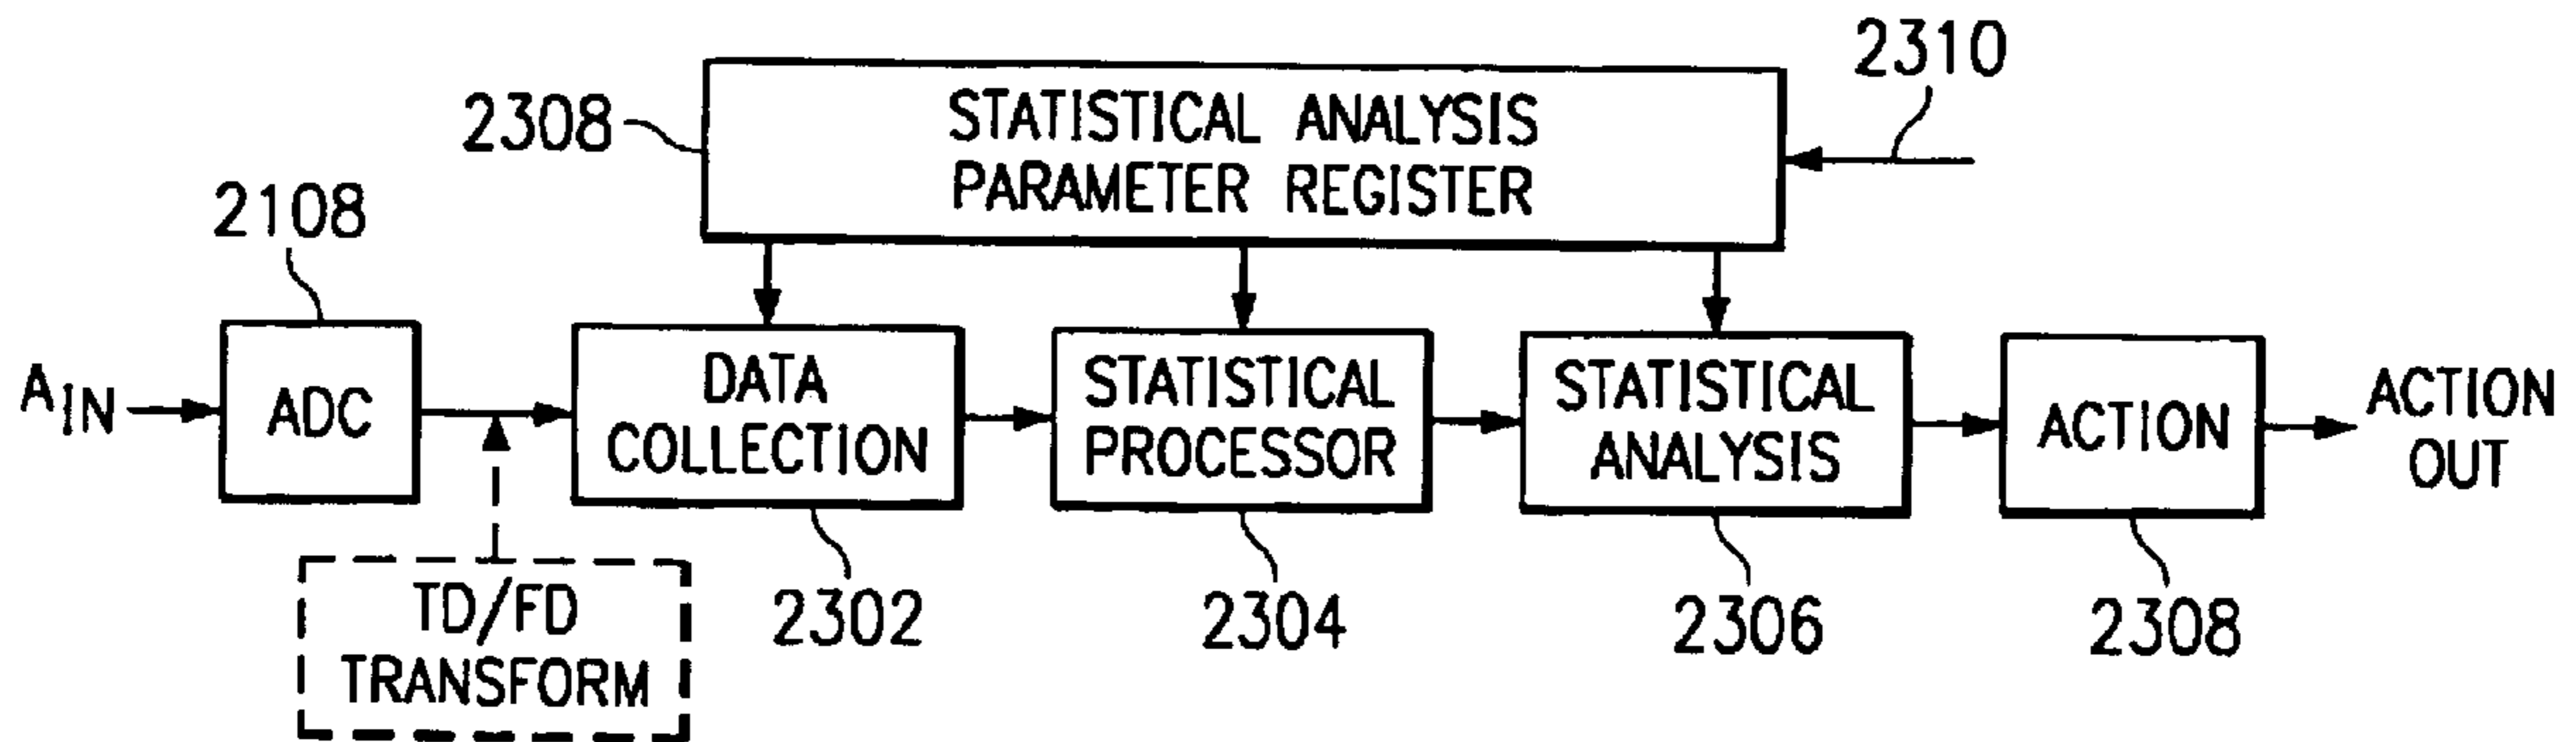 2310
2308
STATISTICAL ANALYSIS
PARAMETER REGISTER
2108
A_IN
ADC
DATA
COLLECTION
STATISTICAL
PROCESSOR
STATISTICAL
ANALYSIS
ACTION
ACTION
OUT
TD/FD
TRANSFORM
2302
2304
2306
2308